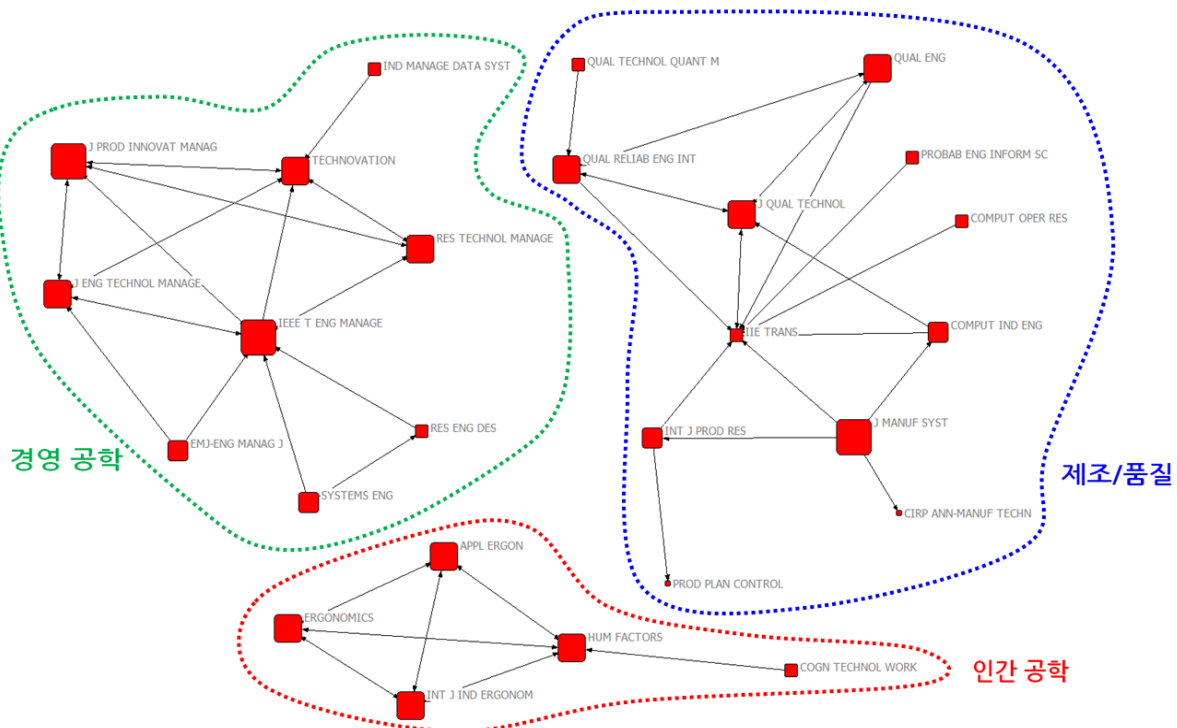 IND MANAGE DATA SYST
J PROD INNOVAT MANAG
TECHNOVATION
RES TECHNOL MANAGE
J ENG TECHNOL MANAGE
IEEE T ENG MANAGE
RES ENG DES
EMJ-ENG MANAG J
SYSTEMS ENG
경영 공학
QUAL TECHNOL QUANT M
QUAL ENG
QUAL RELIAB ENG INT
PROBAB ENG INFORM SC
J QUAL TECHNOL
COMPUT OPER RES
IIE TRANS
COMPUT IND ENG
INT J PROD RES
J MANUF SYST
CIRP ANN-MANUF TECHN
PROD PLAN CONTROL
제조/품질
APPL ERGON
ERGONOMICS
HUM FACTORS
COGN TECHNOL WORK
INT J IND ERGONOM
인간 공학